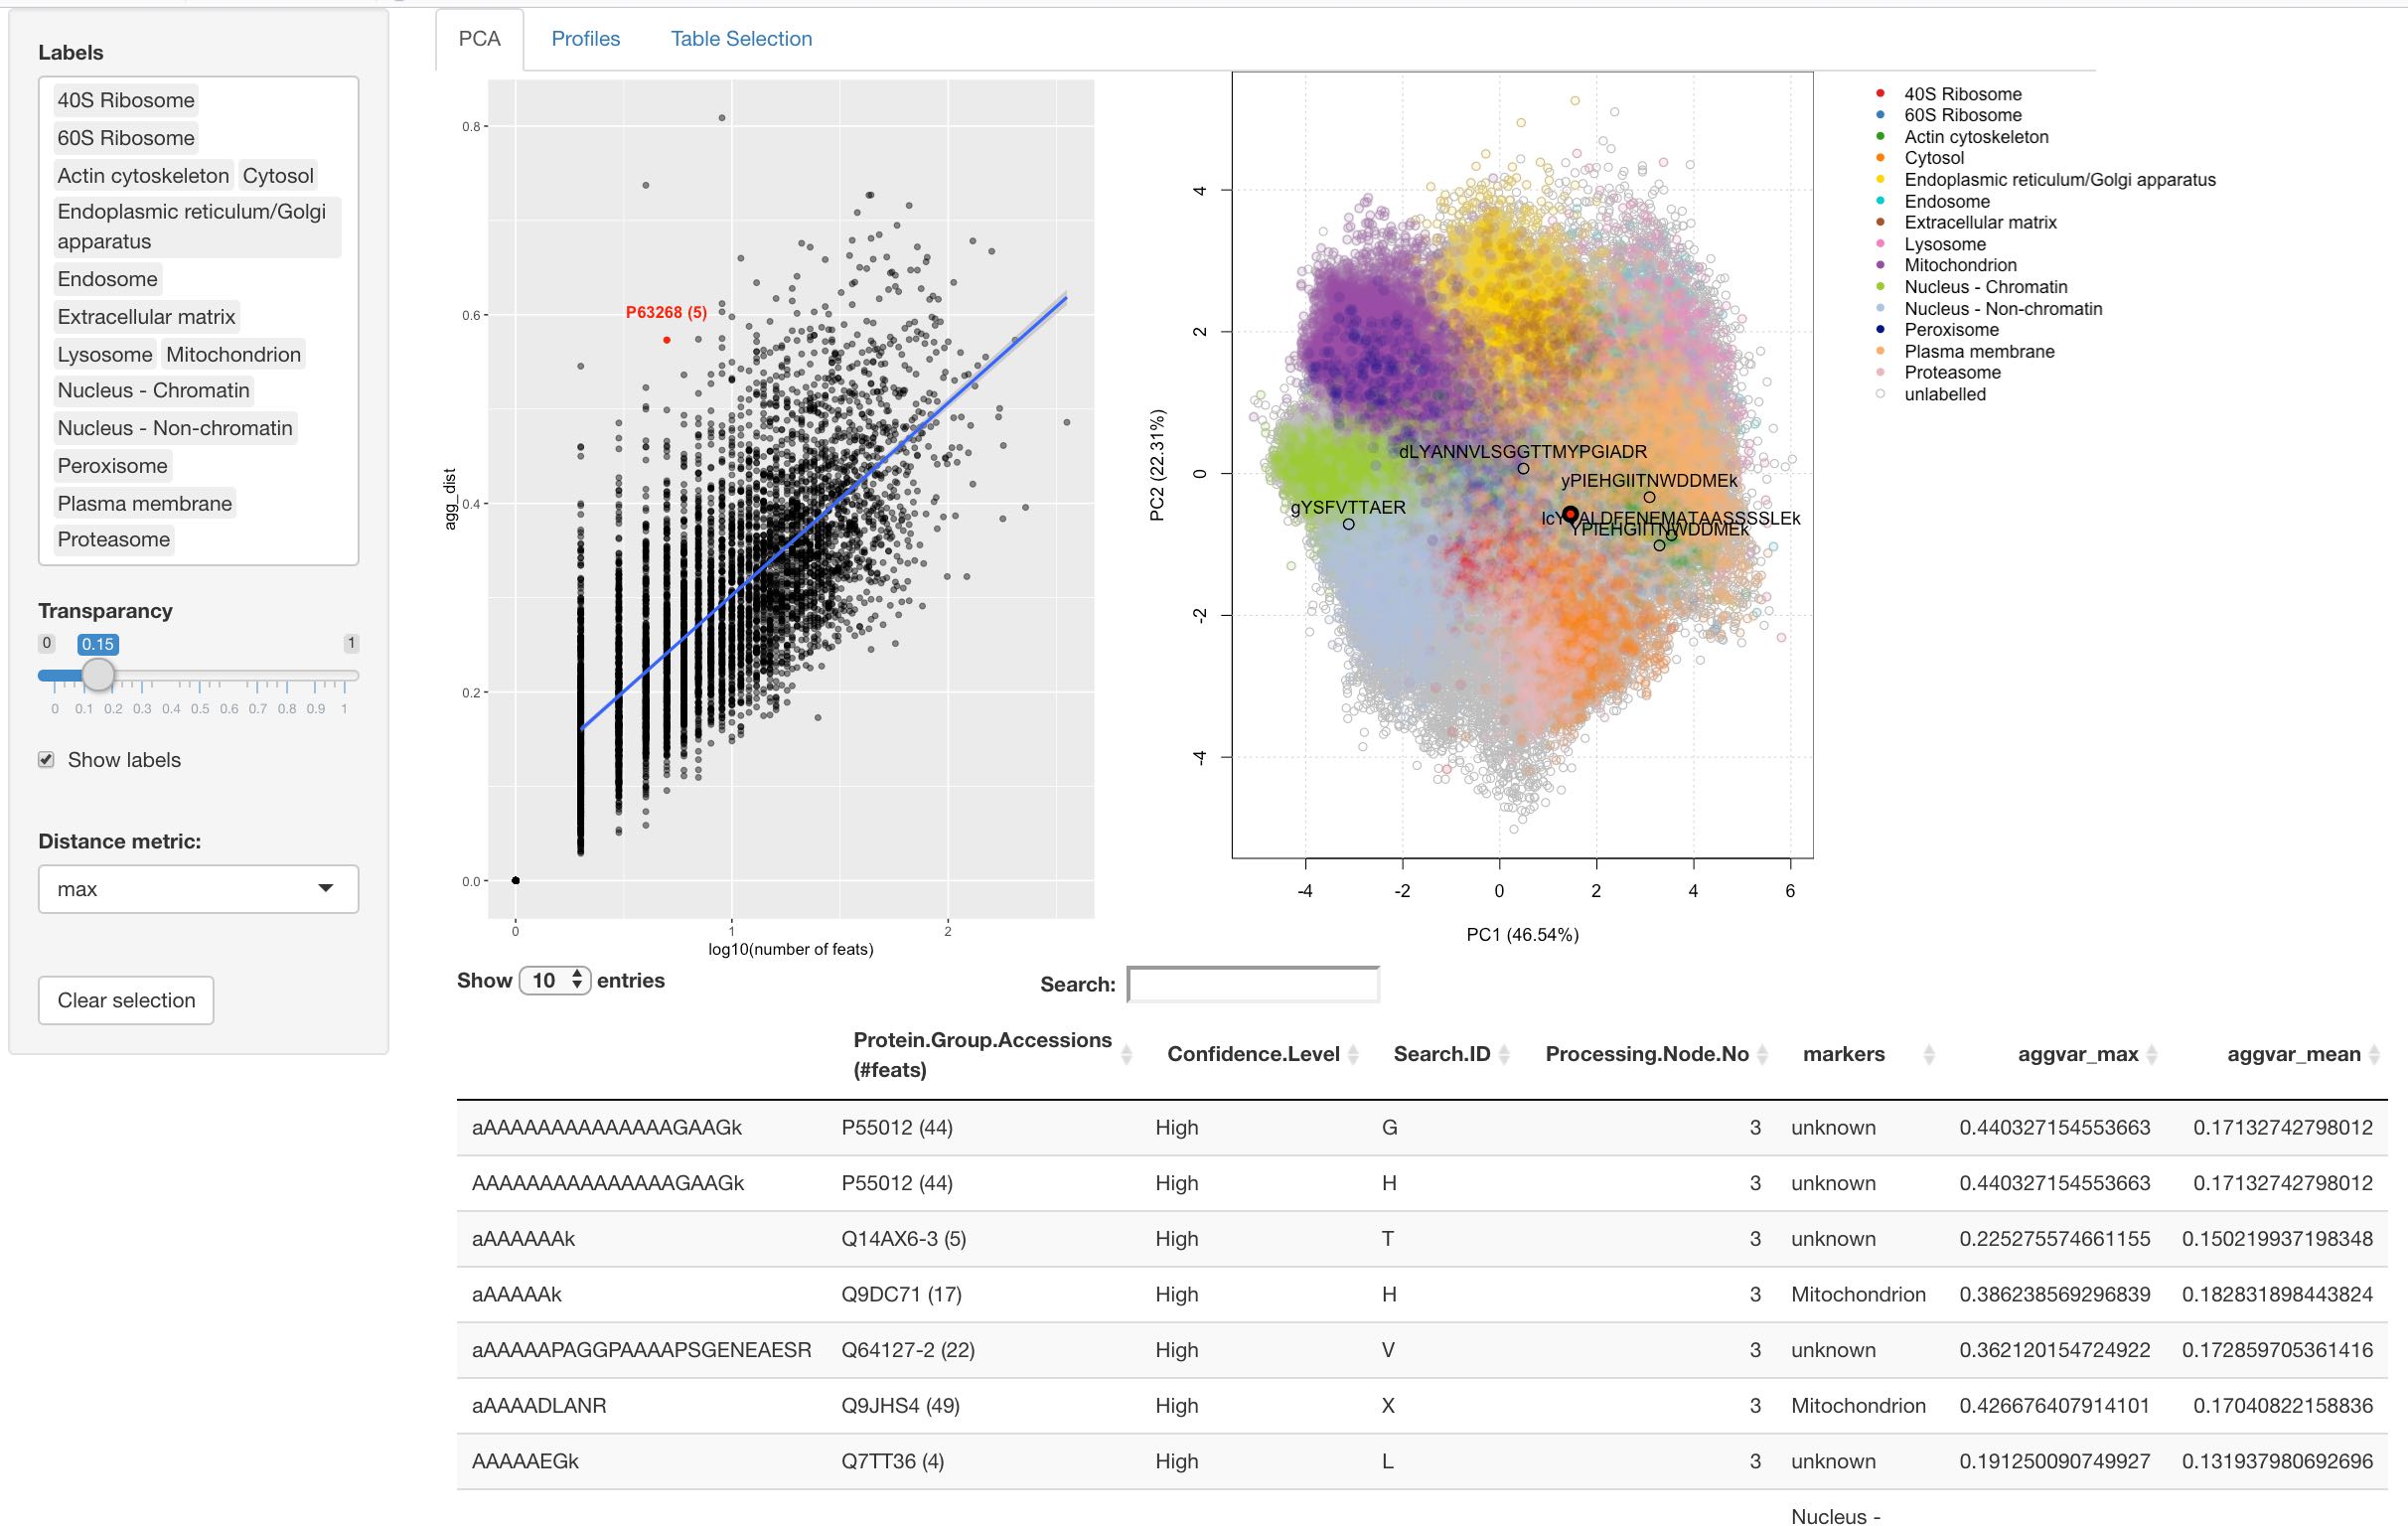 Labels
40S Ribosome
60S Ribosome
Actin cytoskeleton Cytosol
Endoplasmic reticulum/Golgi
apparatus
Endosome
Extracellular matrix
Lysosome Mitochondrion
Nucleus - Chromatin
Nucleus - Non-chromatin
Peroxisome
Plasma membrane
Proteasome
Transparancy
0 0.15 1
0 0.1 0.2 0.3 0.4 0.5 0.6 0.7 0.8 0.9 1
Show labels
Distance metric:
max
Clear selection
PCA Profiles Table Selection
agg_dist
0.8
0.6
0.4
0.2
0.0
P63268 (5)
0 1 2
log10(number of feats)
PC2 (22.31%)
4
2
0
-2
-4
dLYANNVLSGGTTMYPGIADR
yPIEHGIITNWDDMEk
gYSFVTTAER
YPIEHGIITNWDDMEk
-4 -2 0 2 4 6
PC1 (46.54%)
40S Ribosome
60S Ribosome
Actin cytoskeleton
Cytosol
Endoplasmic reticulum/Golgi apparatus
Endosome
Extracellular matrix
Lysosome
Mitochondrion
Nucleus - Chromatin
Nucleus - Non-chromatin
Peroxisome
Plasma membrane
Proteasome
unlabelled
Show 10 entries Search:
Protein.Group.Accessions (#feats) Confidence.Level Search.ID Processing.Node.No markers aggvar_max aggvar_mean
aAAAAAAAAAAAAAAGAAGk P55012 (44) High G 3 unknown 0.440327154553663 0.17132742798012
AAAAAAAAAAAAAAAGAAGk P55012 (44) High H 3 unknown 0.440327154553663 0.17132742798012
aAAAAAAk Q14AX6-3 (5) High T 3 unknown 0.225275574661155 0.150219937198348
aAAAAAk Q9DC71 (17) High H 3 Mitochondrion 0.386238569296839 0.182831898443824
aAAAAAPAGGPAAAAPSGENEAESR Q64127-2 (22) High V 3 unknown 0.362120154724922 0.172859705361416
aAAAADLANR Q9JHS4 (49) High X 3 Mitochondrion 0.426676407914101 0.17040822158836
AAAAAEGk Q7TT36 (4) High L 3 unknown 0.191250090749927 0.131937980692696
Nucleus -